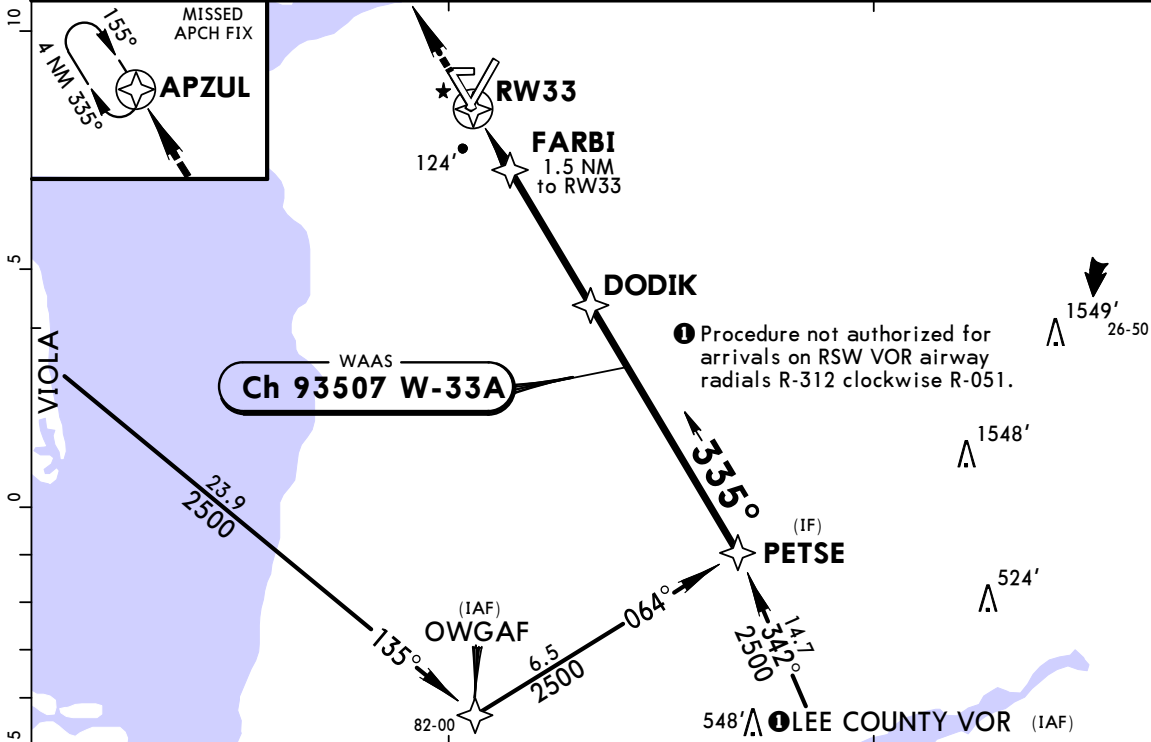 10
MISSED
APCH FIX
155°
4 NM 335°
APZUL
RW33
FARBI
1.5 NM
to RW33
124'
5
DODIK
1549'
26-50
❶ Procedure not authorized for
arrivals on RSW VOR airway
radials R-312 clockwise R-051.
WAAS
Ch 93507 W-33A
VIOLA
1548'
335°
23.9
2500
0
(IF)
PETSE
524'
064°
(IAF)
OWGAF
135°
6.5
2500
14.7
342°
2500
82-00
548'
❶ LEE COUNTY VOR (IAF)
5